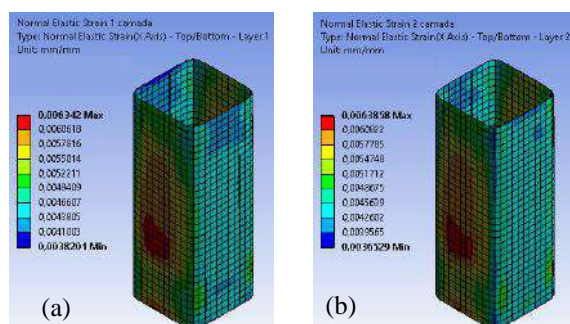 Normal Elastic Strain 1 camada
Type: Normal Elastic Strain(X Axis) - Top/Bottom - Layer 1
Unit: mm/mm
0,006342 Max
0,0060618
0,0057816
0,0055014
0,0052211
0,0049409
0,0046607
0,0043805
0,0041003
0,0038201 Min
(a)
Normal Elastic Strain 2 camada
Type: Normal Elastic Strain(X Axis) - Top/Bottom - Layer 2
Unit: mm/mm
0,0063858 Max
0,0060822
0,0057785
0,0054748
0,0051712
0,0048675
0,0045639
0,0042602
0,0039565
0,0036529 Min
(b)